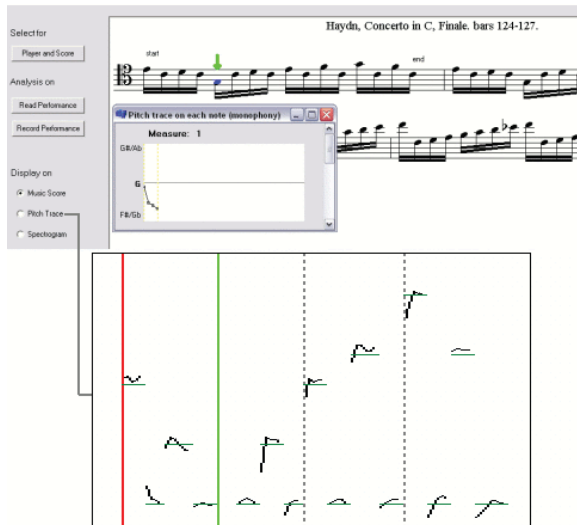 Haydn, Concerto in C, Finale. bars 124-127.
Select for
Player and Score
start
end
Analysis on
Read Performance
Record Performance
Pitch trace on each note (monophony)
Measure: 1
G#/Ab
G
F#/Gb
Display on
Music Score
Pitch Trace
Spectrogram